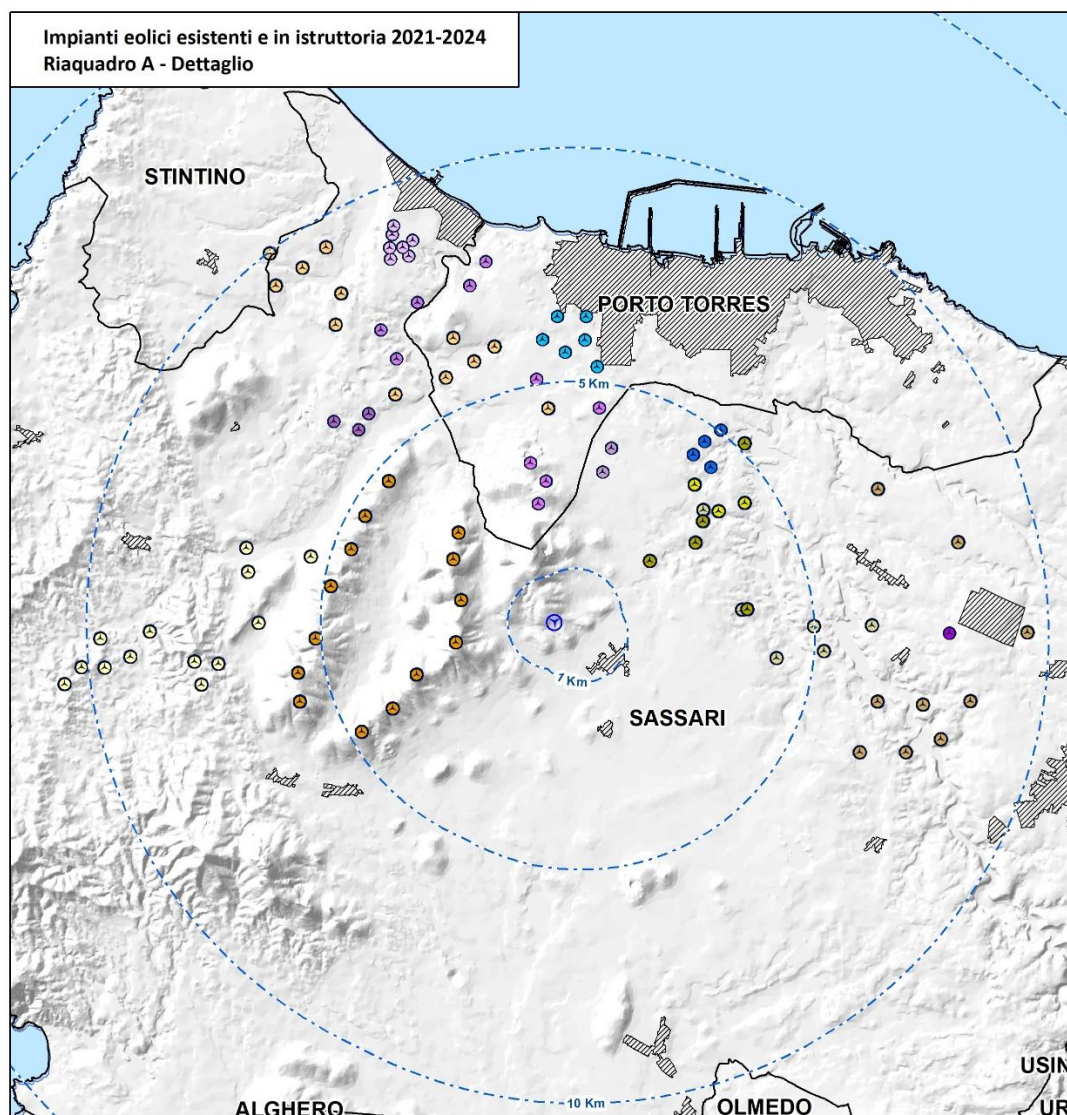 Impianti eolici esistenti e in istruttoria 2021-2024
Riaquadro A - Dettaglio
STINTINO
PORTO TORRES
5 Km
1 Km
SASSARI
USIN
10 Km
ALGHERO
OLMEDO
UR